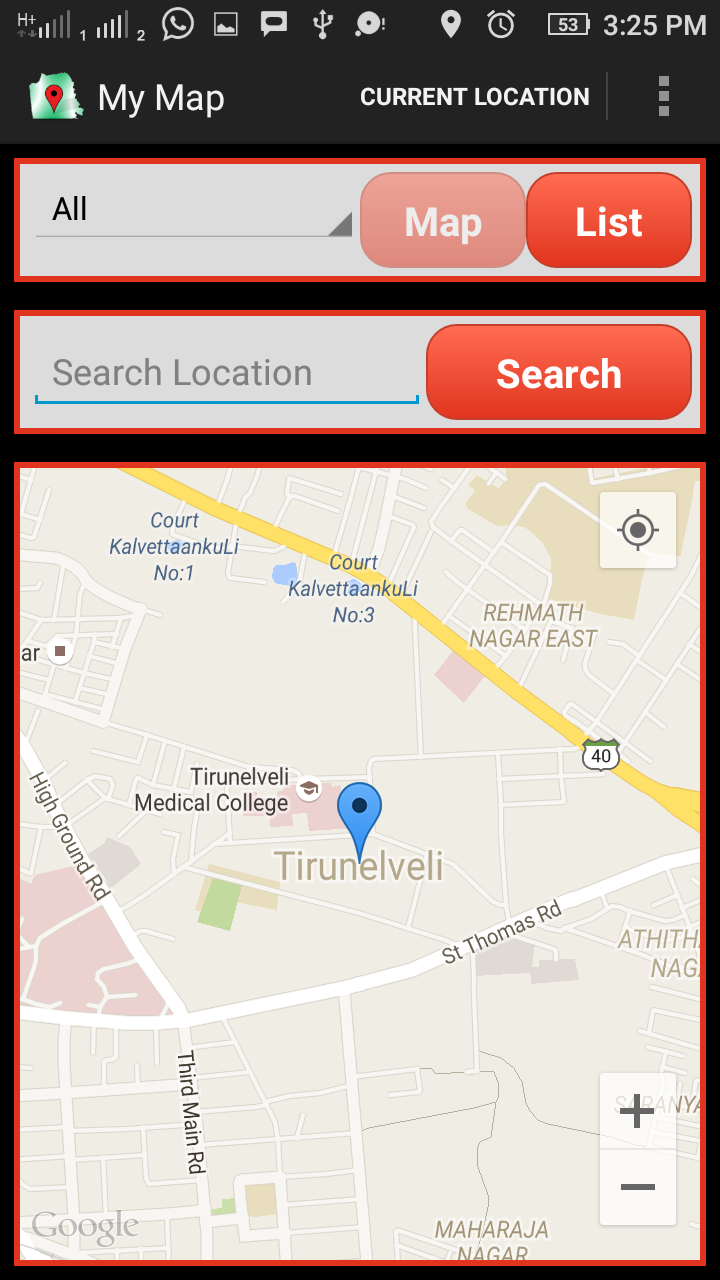 H+ 1 2 53 3:25 PM
My Map CURRENT LOCATION
All Map List
Search Location Search
Court
KalvettaankuLi
No:1
Court
KalvettaankuLi
No:3
REHMATH
NAGAR EAST
ar
40
Tirunelveli
Medical College
High Ground Rd
Tirunelveli
St Thomas Rd
ATHITH
NAG
Third Main Rd
SARANYA
MAHARAJA
NAGAR
Google